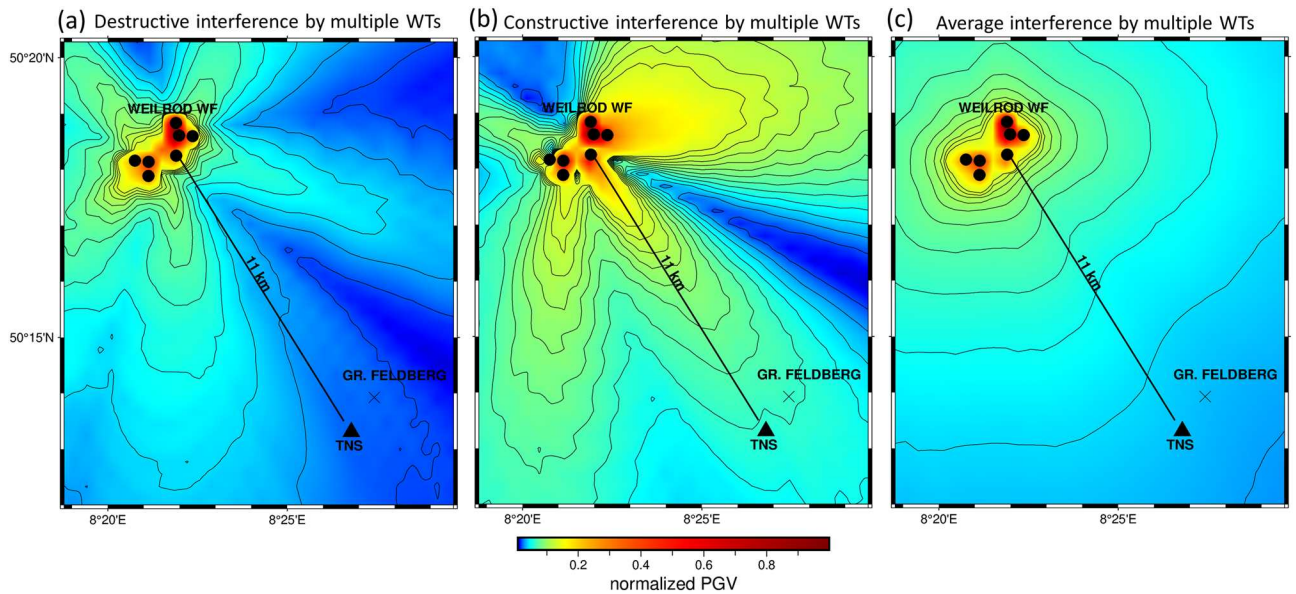 (a) Destructive interference by multiple WTs
(b) Constructive interference by multiple WTs
(c) Average interference by multiple WTs
50°20'N
50°15'N
WEILROD WF
11 km
GR. FELDBERG
TNS
8°20'E
8°25'E
WEILROD WF
11 km
GR. FELDBERG
TNS
8°20'E
8°25'E
WEILROD WF
11 km
GR. FELDBERG
TNS
8°20'E
8°25'E
0.2 0.4 0.6 0.8
normalized PGV